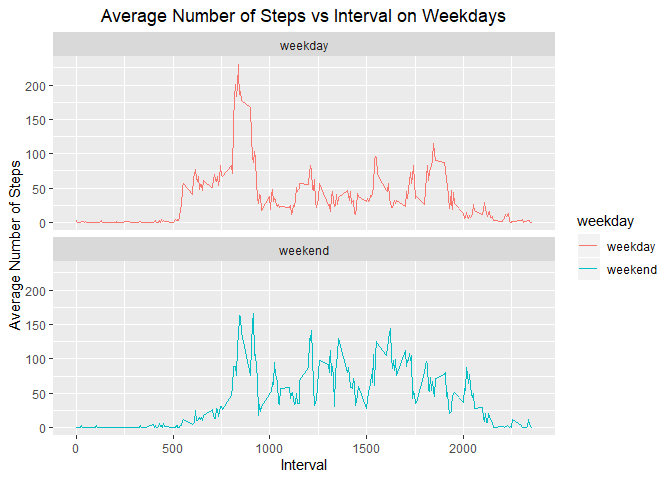 Average Number of Steps vs Interval on Weekdays
weekday
200
150
100
50
0
weekend
200
150
100
50
0
0 500 1000 1500 2000
Interval
Average Number of Steps
weekday
weekday
weekend